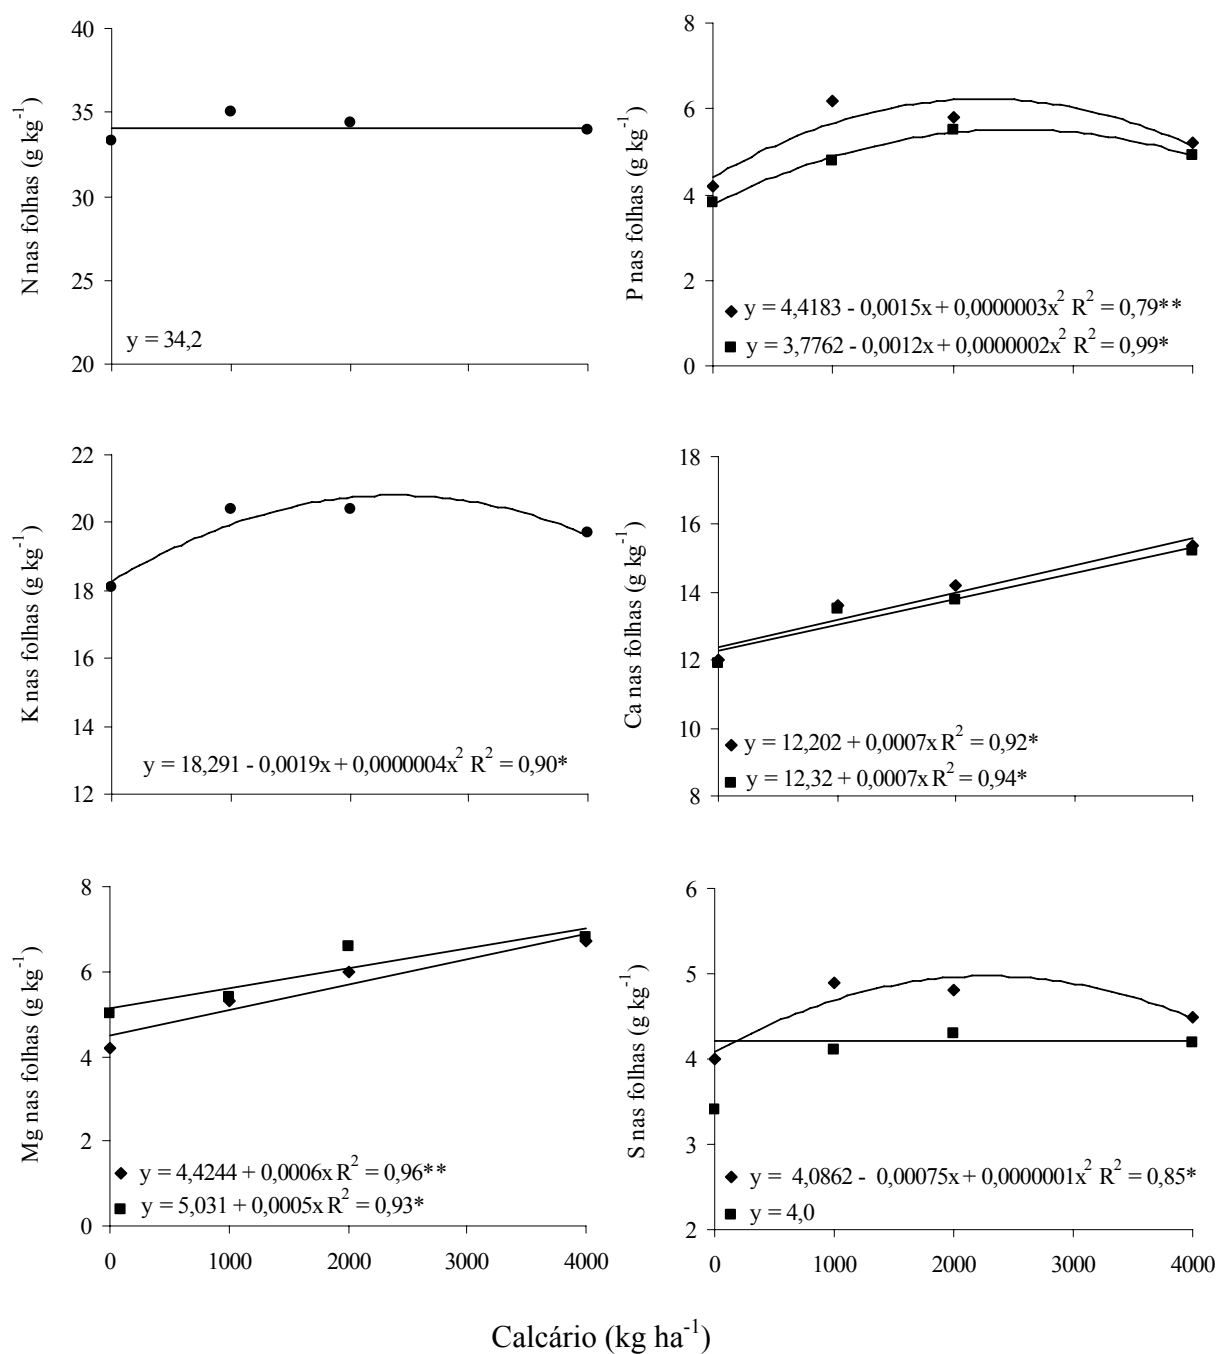 N nas folhas (g kg⁻¹)
40
35
30
25
20
y = 34,2
P nas folhas (g kg⁻¹)
8
6
4
2
0
y = 4,4183 - 0,0015x + 0,0000003x² R² = 0,79**
y = 3,7762 - 0,0012x + 0,0000002x² R² = 0,99*
K nas folhas (g kg⁻¹)
22
20
18
16
14
12
y = 18,291 - 0,0019x + 0,0000004x² R² = 0,90*
Ca nas folhas (g kg⁻¹)
18
16
14
12
10
8
y = 12,202 + 0,0007x R² = 0,92*
y = 12,32 + 0,0007x R² = 0,94*
Mg nas folhas (g kg⁻¹)
8
6
4
2
0
y = 4,4244 + 0,0006x R² = 0,96**
y = 5,031 + 0,0005x R² = 0,93*
0 1000 2000 3000 4000
S nas folhas (g kg⁻¹)
6
5
4
3
2
y = 4,0862 - 0,00075x + 0,0000001x² R² = 0,85*
y = 4,0
0 1000 2000 3000 4000
Calcário (kg ha⁻¹)